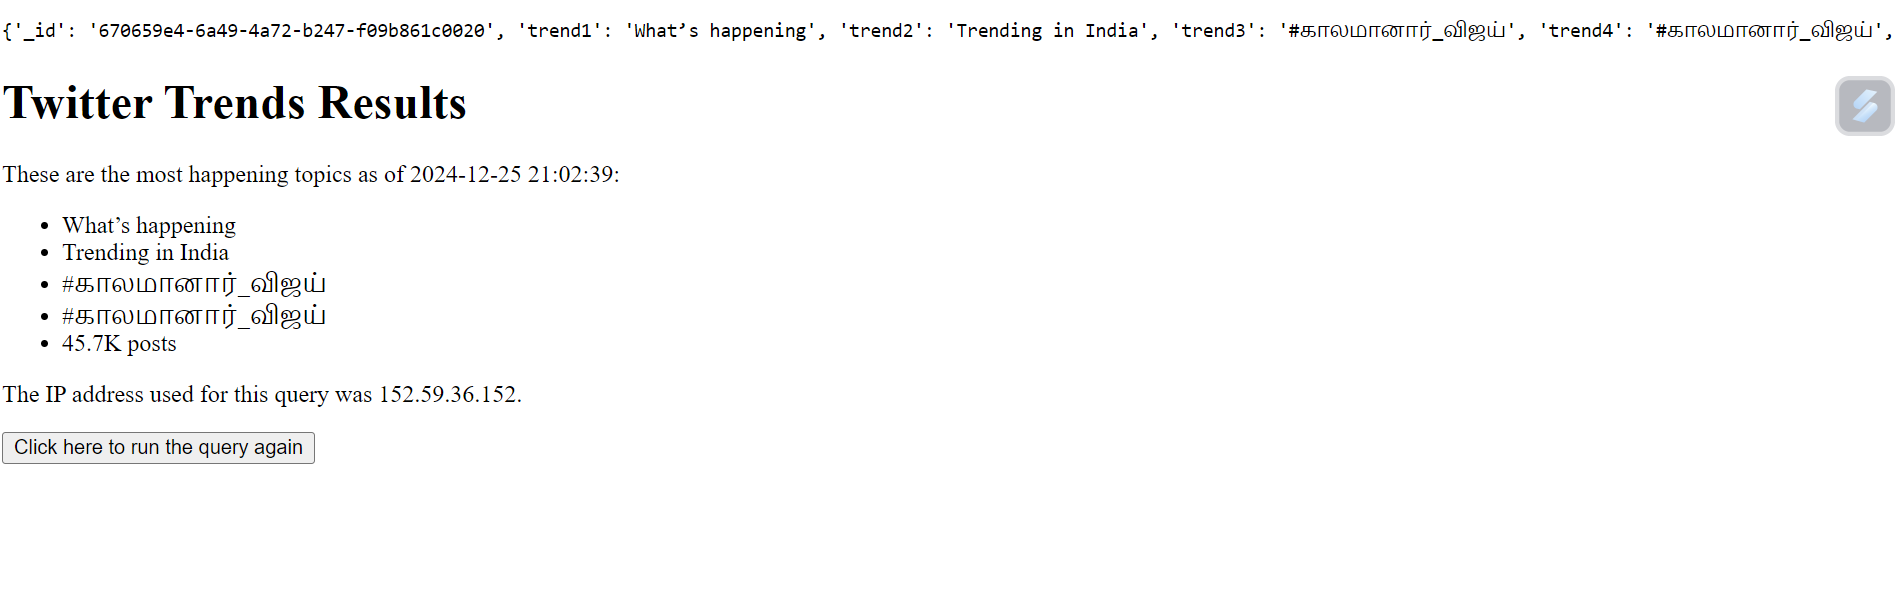 {'_id': '670659e4-6a49-4a72-b247-f09b861c0020', 'trend1': 'What’s happening', 'trend2': 'Trending in India', 'trend3': '#காலமானார்_விஜய்', 'trend4': '#காலமானார்_விஜய்',
Twitter Trends Results
These are the most happening topics as of 2024-12-25 21:02:39:
• What’s happening
• Trending in India
• #காலமானார்_விஜய்
• #காலமானார்_விஜய்
• 45.7K posts
The IP address used for this query was 152.59.36.152.
Click here to run the query again